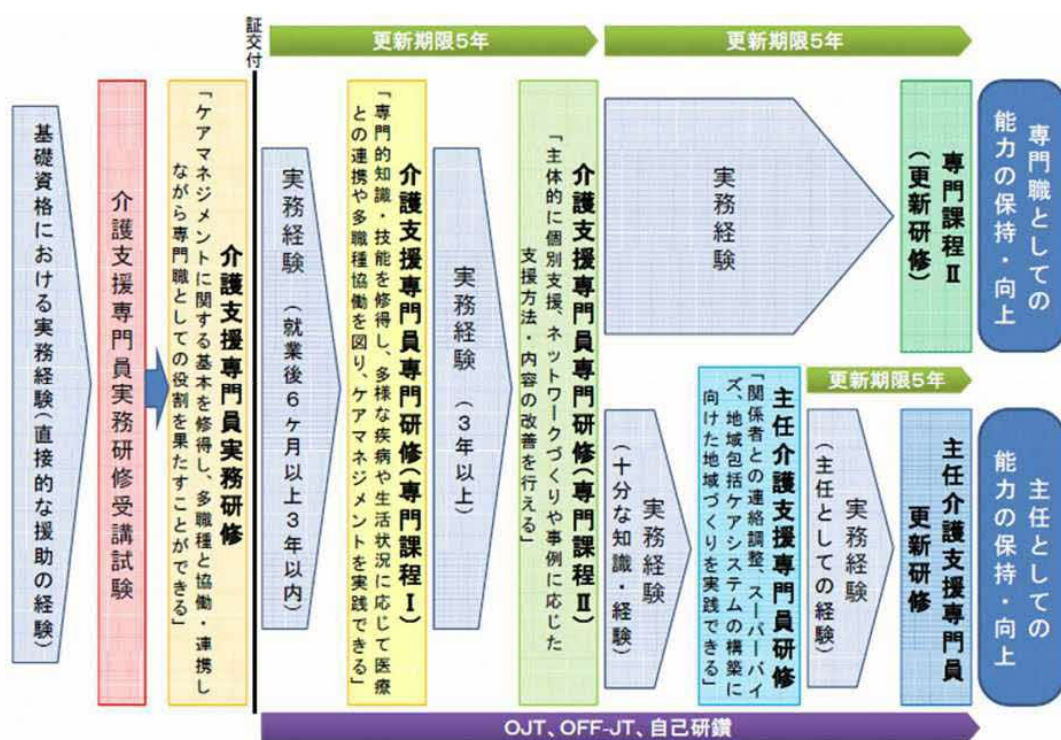 証交付
更新期限5年
更新期限5年
基礎資格における実務経験(直接的な援助の経験)
介護支援専門員実務研修受講試験
介護支援専門員実務研修
「ケアマネジメントに関する基本を修得し、多職種と協働・連携し
ながら専門職としての役割を果たすことができる」
実務経験 (就業後6ヶ月以上3年以内)
介護支援専門員専門研修(専門課程Ⅰ)
「専門的知識・技能を修得し、多様な疾病や生活状況に応じて医療
との連携や多職種協働を図り、ケアマネジメントを実践できる」
実務経験 (3年以上)
介護支援専門員専門研修(専門課程Ⅱ)
「主体的に個別支援、ネットワークづくりや事例に応じた
支援方法・内容の改善を行える」
実務経験
専門課程Ⅱ
(更新研修)
専門職としての
能力の保持・向上
実務経験
(十分な知識・経験)
主任介護支援専門員研修
「関係者との連絡調整、スーパーバイ
ズ、地域包括ケアシステムの構築に
向けた地域づくりを実践できる」
更新期限5年
実務経験
(主任としての経験)
主任介護支援専門員
更新研修
主任としての
能力の保持・向上
OJT、OFF-JT、自己研鑽